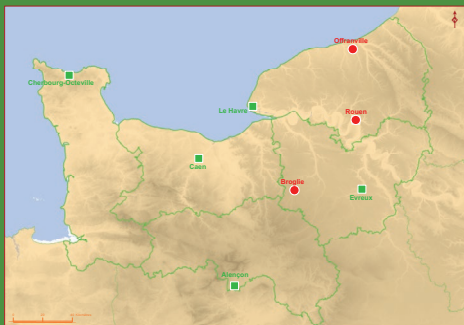 Offranville
Cherbourg-Octeville
Le Havre
Rouen
Caen
Broglie
Evreux
Alençon